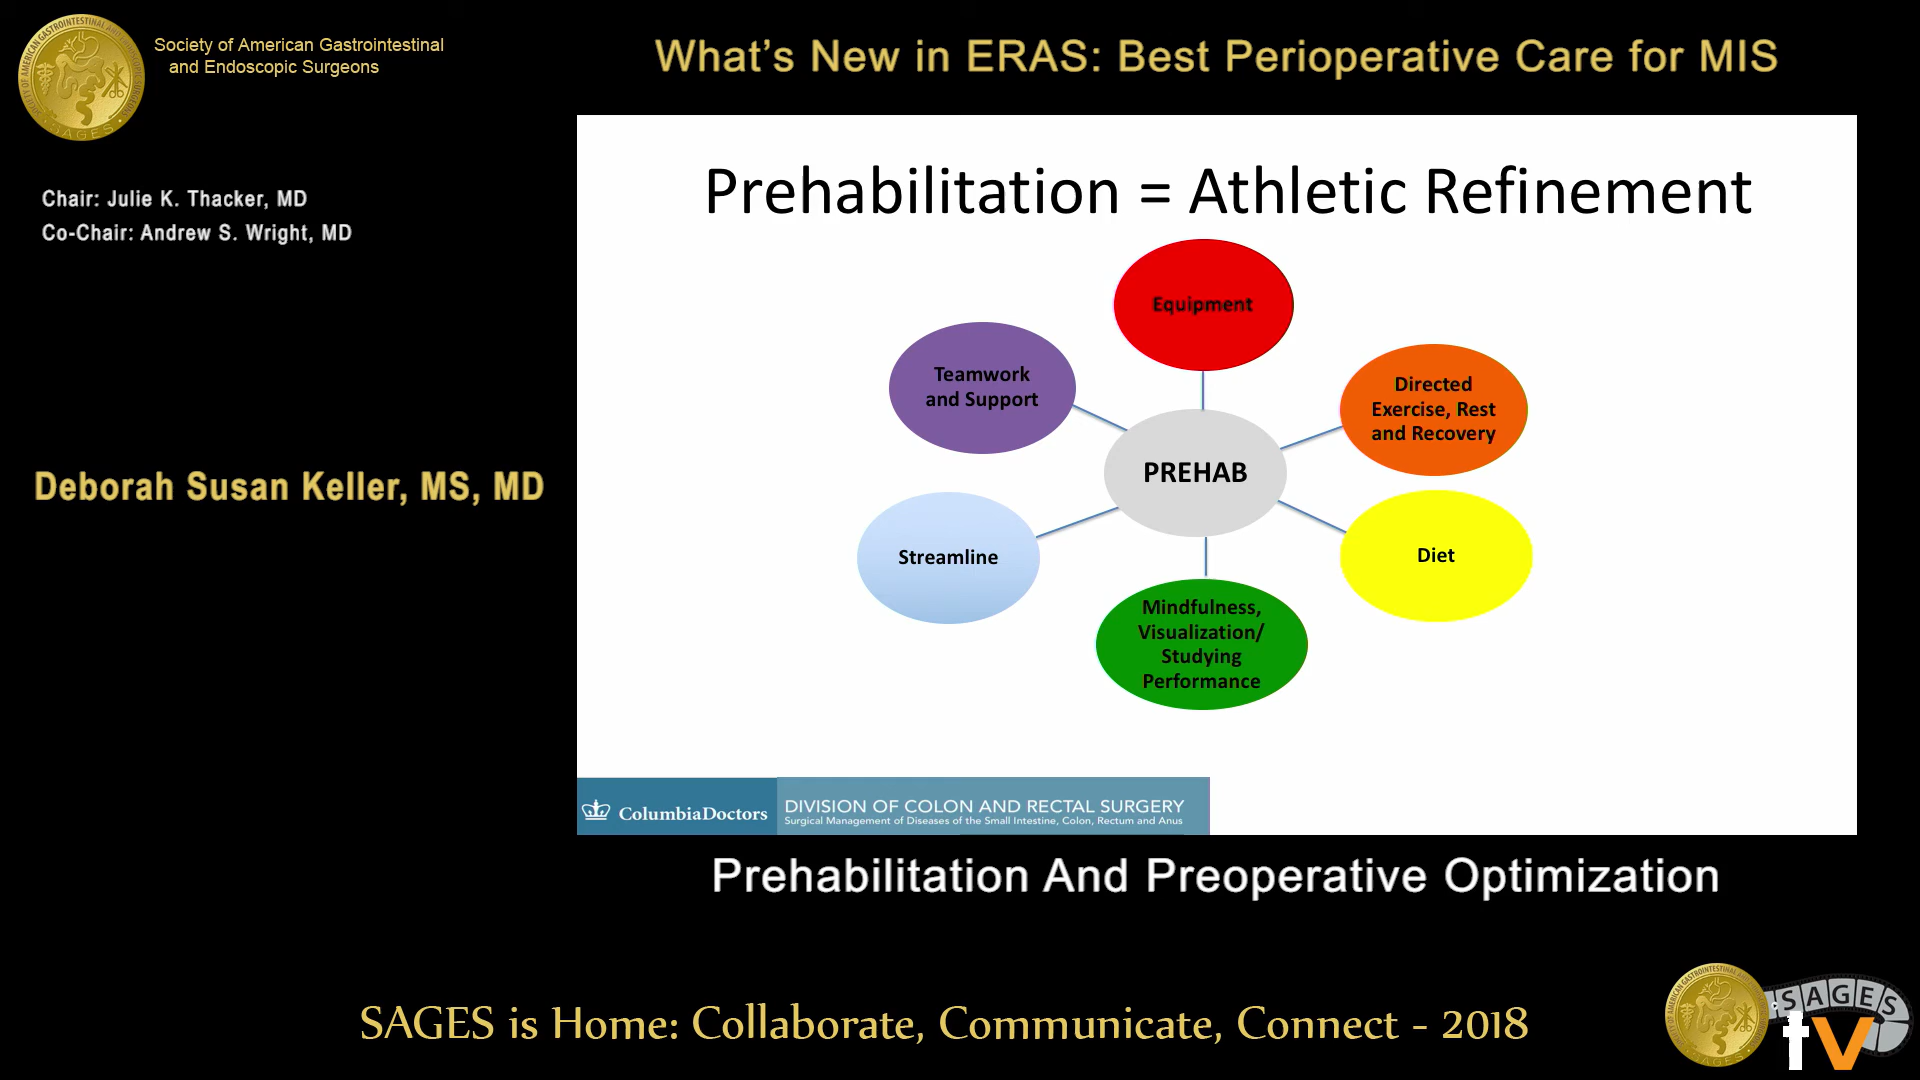 Society of American Gastrointestinal
and Endoscopic Surgeons
What's New in ERAS: Best Perioperative Care for MIS
Chair: Julie K. Thacker, MD
Co-Chair: Andrew S. Wright, MD
Deborah Susan Keller, MS, MD
Prehabilitation = Athletic Refinement
Equipment
Teamwork
and Support
Directed
Exercise, Rest
and Recovery
PREHAB
Streamline
Diet
Mindfulness,
Visualization/
Studying
Performance
ColumbiaDoctors
DIVISION OF COLON AND RECTAL SURGERY
Surgical Management of Diseases of the Small Intestine, Colon, Rectum and Anus
Prehabilitation And Preoperative Optimization
SAGES is Home: Collaborate, Communicate, Connect - 2018
SAGES
tv